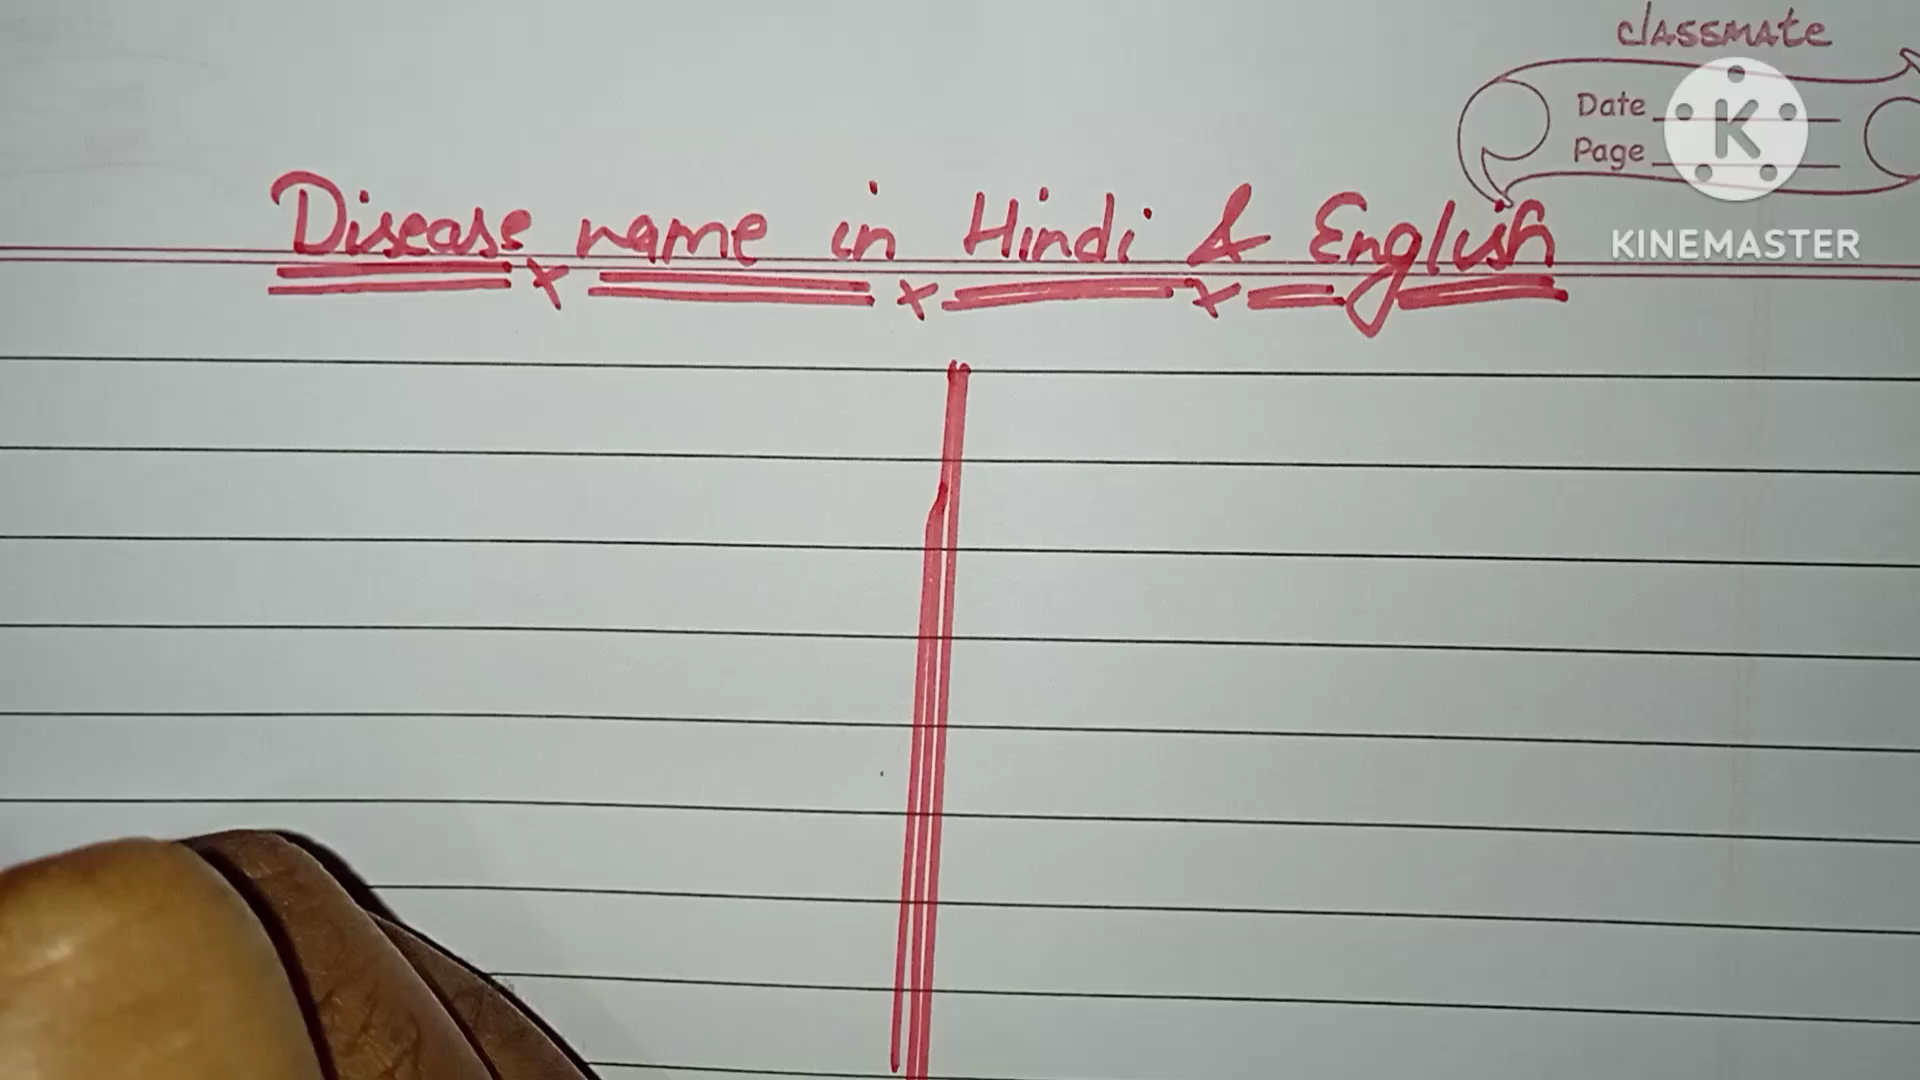 classmate
Date
Page
KINEMASTER
Disease name in Hindi & English